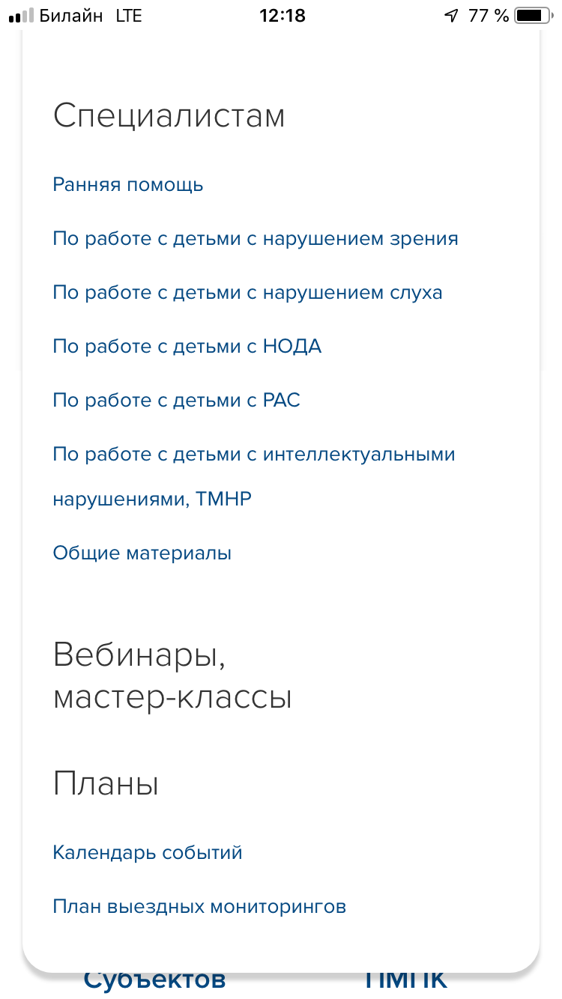 Билайн LTE 12:18 77 %
Специалистам
Ранняя помощь
По работе с детьми с нарушением зрения
По работе с детьми с нарушением слуха
По работе с детьми с НОДА
По работе с детьми с РАС
По работе с детьми с интеллектуальными
нарушениями, ТМНР
Общие материалы
Вебинары,
мастер-классы
Планы
Календарь событий
План выездных мониторингов
Субъектов ПМПК